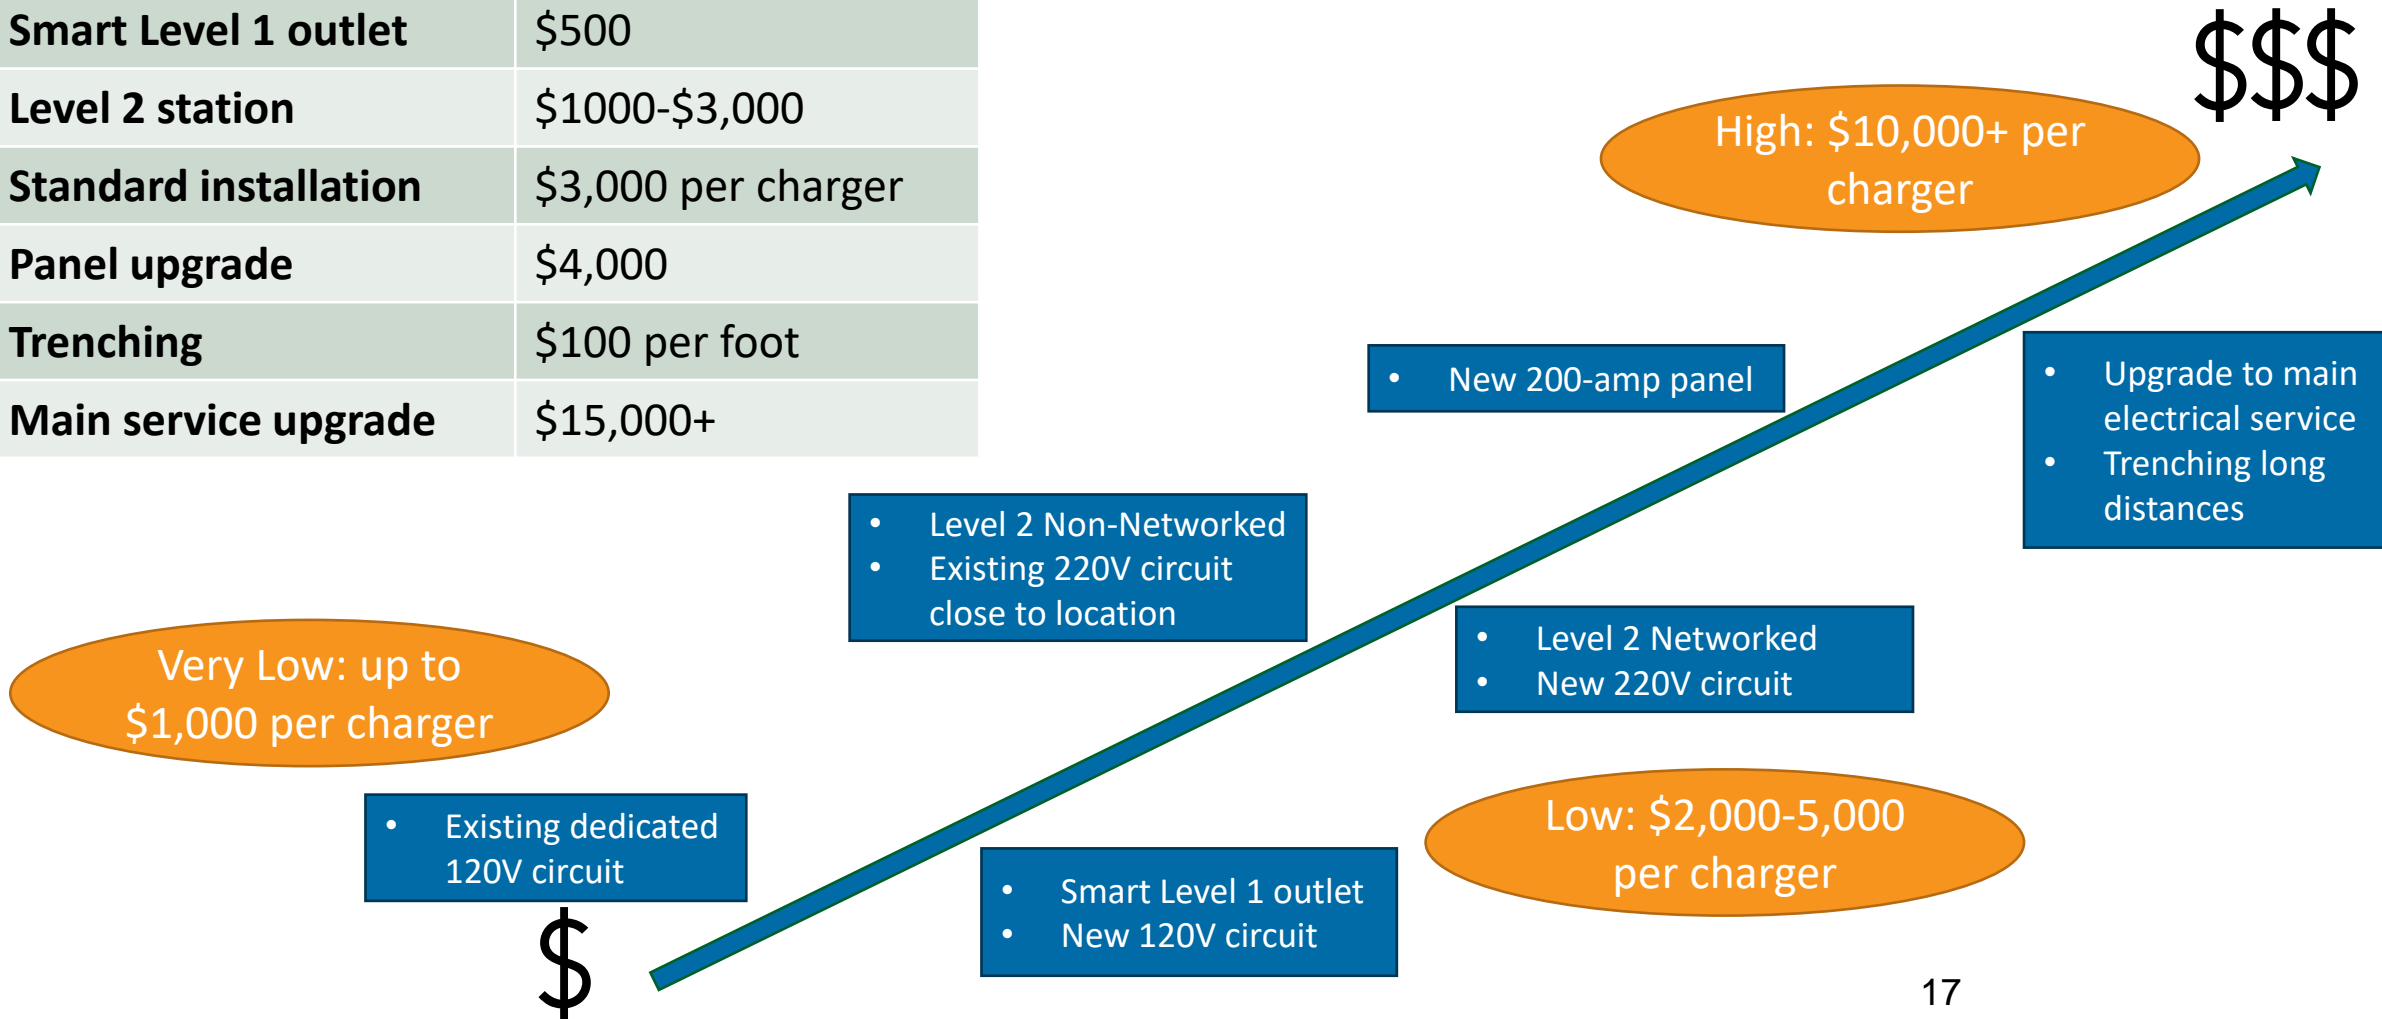 Smart Level 1 outlet $500
Level 2 station $1000-$3,000
Standard installation $3,000 per charger
Panel upgrade $4,000
Trenching $100 per foot
Main service upgrade $15,000+
$$$
High: $10,000+ per
charger
• New 200-amp panel
• Upgrade to main
electrical service
• Trenching long
distances
• Level 2 Non-Networked
• Existing 220V circuit
close to location
• Level 2 Networked
• New 220V circuit
Very Low: up to
$1,000 per charger
Low: $2,000-5,000
per charger
• Existing dedicated
120V circuit
• Smart Level 1 outlet
• New 120V circuit
$
17